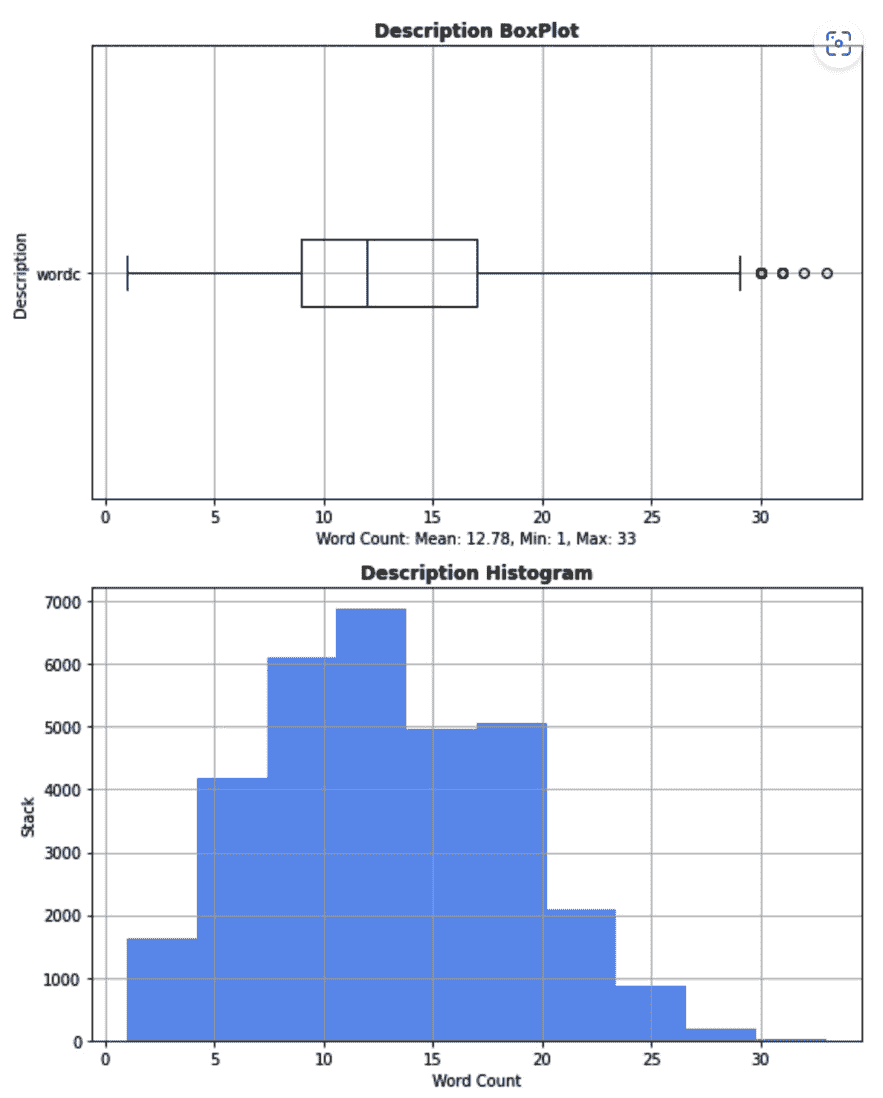 Description BoxPlot
Description
wordc
0 5 10 15 20 25 30
Word Count: Mean: 12.78, Min: 1, Max: 33
Description Histogram
7000
6000
5000
4000
Stack
3000
2000
1000
0
0 5 10 15 20 25 30
Word Count